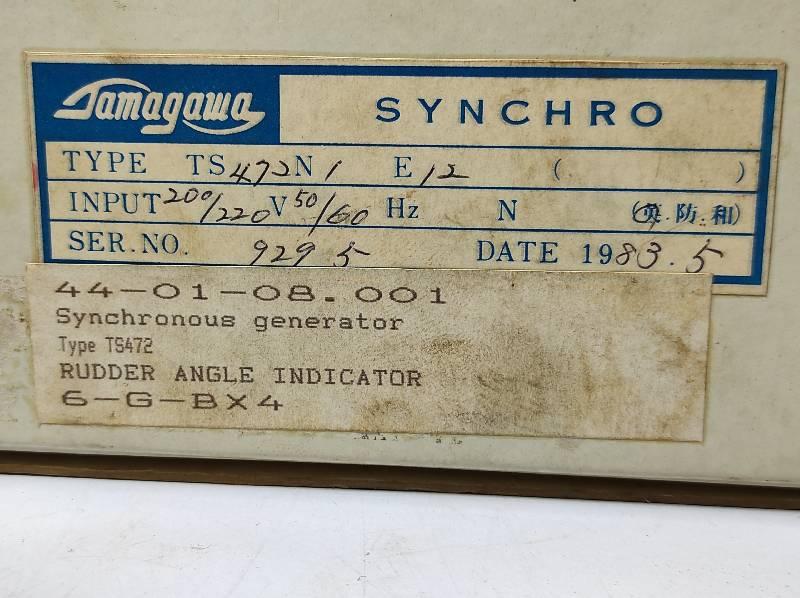 Tamagawa
SYNCHRO
TYPE TS472N1 E12 ( )
INPUT 200/220V 50/60 Hz N (英.防.和)
SER.NO. 9295 DATE 1983.5
44-01-08.001
Synchronous generator
Type TS472
RUDDER ANGLE INDICATOR
6-G-BX4